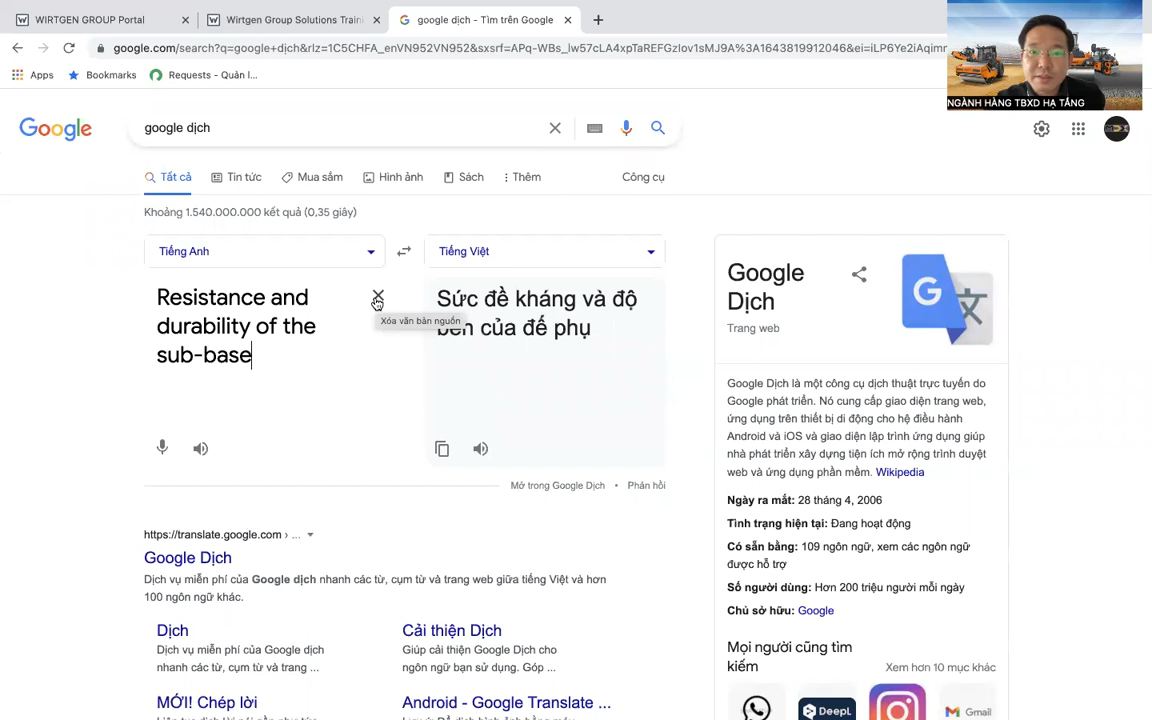 WIRTGEN GROUP Portal
Wirtgen Group Solutions Traini
google dịch - Tìm trên Google
google.com/search?q=google+dịch&rlz=1C5CHFA_enVN952VN952&sxsrf=APq-WBs_lw57cLA4xpTaREFGzIov1sMJ9A%3A1643819912046&ei=iLP6Ye2iAqimr
Apps
Bookmarks
Requests - Quản l...
NGÀNH HÀNG TBXD HẠ TẦNG
Google
google dịch
Tất cả
Tin tức
Mua sắm
Hình ảnh
Sách
Thêm
Công cụ
Khoảng 1.540.000.000 kết quả (0,35 giây)
Tiếng Anh
Tiếng Việt
Resistance and
durability of the
sub-base
Xóa văn bản nguồn
Sức đề kháng và độ
bền của đế phụ
Mở trong Google Dịch • Phản hồi
https://translate.google.com › ...
Google Dịch
Dịch vụ miễn phí của Google dịch nhanh các từ, cụm từ và trang web giữa tiếng Việt và hơn
100 ngôn ngữ khác.
Dịch
Dịch vụ miễn phí của Google dịch
nhanh các từ, cụm từ và trang ...
Cải thiện Dịch
Giúp cải thiện Google Dịch cho
ngôn ngữ bạn sử dụng. Góp ...
MỚI! Chép lời
Android - Google Translate ...
Google
Dịch
Trang web
G
文
Google Dịch là một công cụ dịch thuật trực tuyến do
Google phát triển. Nó cung cấp giao diện trang web,
ứng dụng trên thiết bị di động cho hệ điều hành
Android và iOS và giao diện lập trình ứng dụng giúp
nhà phát triển xây dựng tiện ích mở rộng trình duyệt
web và ứng dụng phần mềm. Wikipedia
Ngày ra mắt: 28 tháng 4, 2006
Tình trạng hiện tại: Đang hoạt động
Có sẵn bằng: 109 ngôn ngữ, xem các ngôn ngữ
được hỗ trợ
Số người dùng: Hơn 200 triệu người mỗi ngày
Chủ sở hữu: Google
Mọi người cũng tìm
kiếm
Xem hơn 10 mục khác
DeepL
Gmail